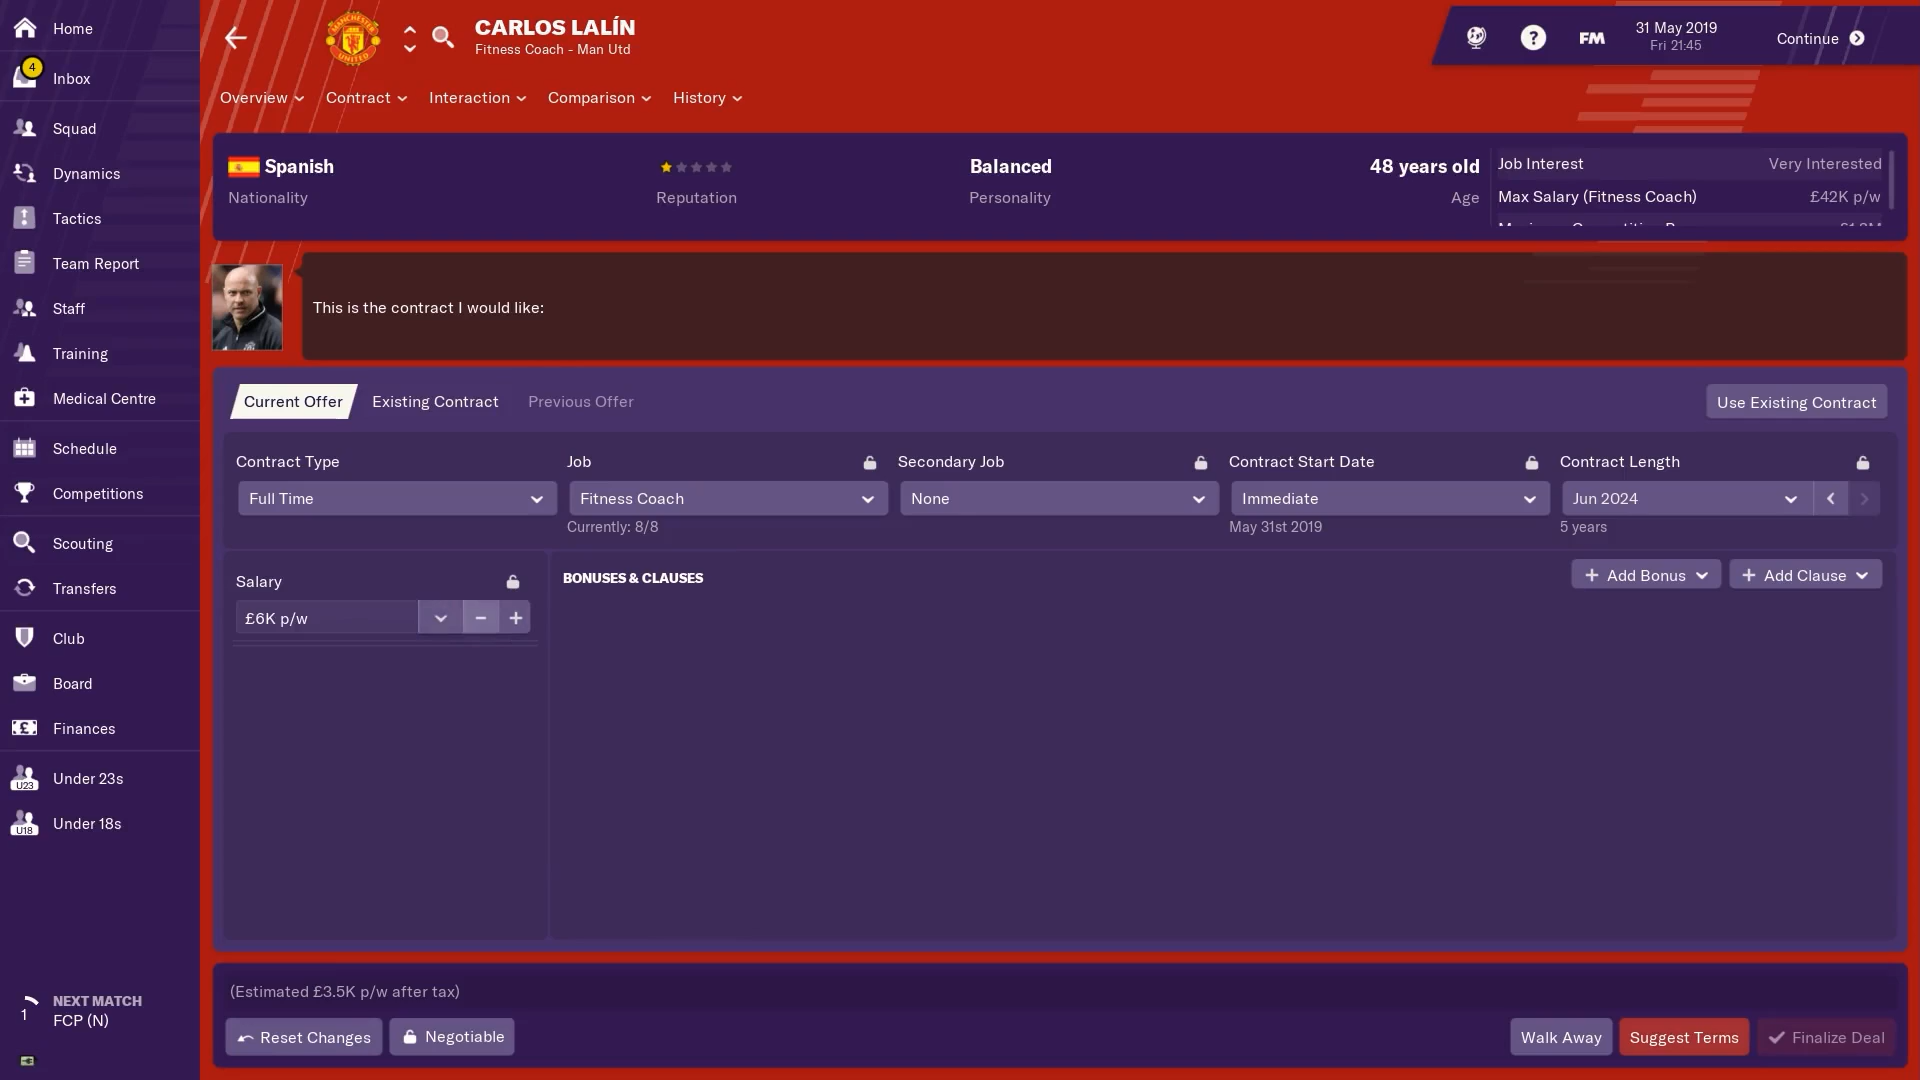 Home
4
Inbox
Squad
Dynamics
Tactics
Team Report
Staff
Training
Medical Centre
Schedule
Competitions
Scouting
Transfers
Club
Board
Finances
U23
Under 23s
U18
Under 18s
1
NEXT MATCH
FCP (N)
MANCHESTER
UNITED
CARLOS LALÍN
Fitness Coach - Man Utd
?
FM
31 May 2019
Fri 21:45
Continue
Overview
Contract
Interaction
Comparison
History
Spanish
Nationality
Reputation
Balanced
Personality
48 years old
Age
Job Interest Very Interested
Max Salary (Fitness Coach) £42K p/w
This is the contract I would like:
Current Offer
Existing Contract
Previous Offer
Use Existing Contract
Contract Type
Full Time
Job
Fitness Coach
Currently: 8/8
Secondary Job
None
Contract Start Date
Immediate
May 31st 2019
Contract Length
Jun 2024
5 years
Salary
£6K p/w
BONUSES & CLAUSES
+ Add Bonus
+ Add Clause
(Estimated £3.5K p/w after tax)
Reset Changes
Negotiable
Walk Away
Suggest Terms
Finalize Deal